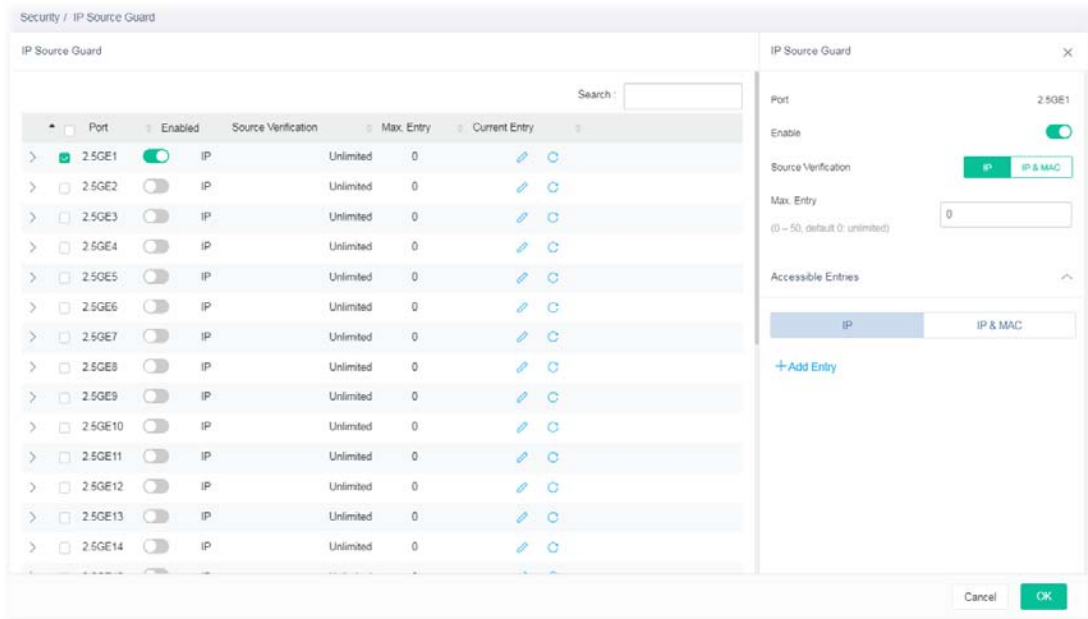 Security / IP Source Guard
IP Source Guard
Search :
Port Enabled Source Verification Max. Entry Current Entry
2.5GE1 IP Unlimited 0
2.5GE2 IP Unlimited 0
2.5GE3 IP Unlimited 0
2.5GE4 IP Unlimited 0
2.5GE5 IP Unlimited 0
2.5GE6 IP Unlimited 0
2.5GE7 IP Unlimited 0
2.5GE8 IP Unlimited 0
2.5GE9 IP Unlimited 0
2.5GE10 IP Unlimited 0
2.5GE11 IP Unlimited 0
2.5GE12 IP Unlimited 0
2.5GE13 IP Unlimited 0
2.5GE14 IP Unlimited 0
IP Source Guard
Port 2.5GE1
Enable
Source Verification IP IP & MAC
Max. Entry 0
(0 – 50, default 0: unlimited)
Accessible Entries
IP IP & MAC
+ Add Entry
Cancel OK